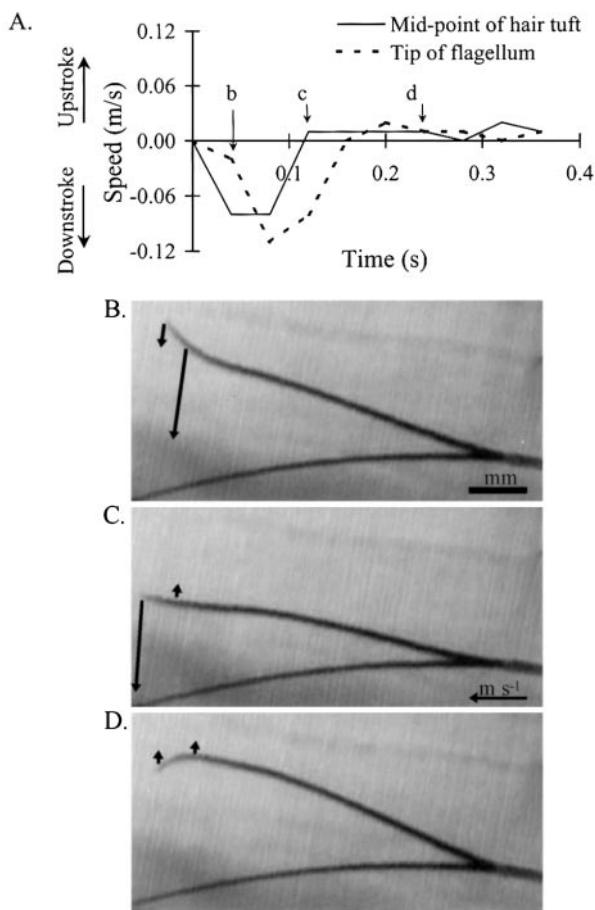 A.
Mid-point of hair tuft
Tip of flagellum
Upstroke
Downstroke
Speed (m/s)
0.12
0.06
0.00
-0.06
-0.12
b
c
d
0.1
0.2
0.3
0.4
Time (s)
B.
mm
C.
m s-1
D.